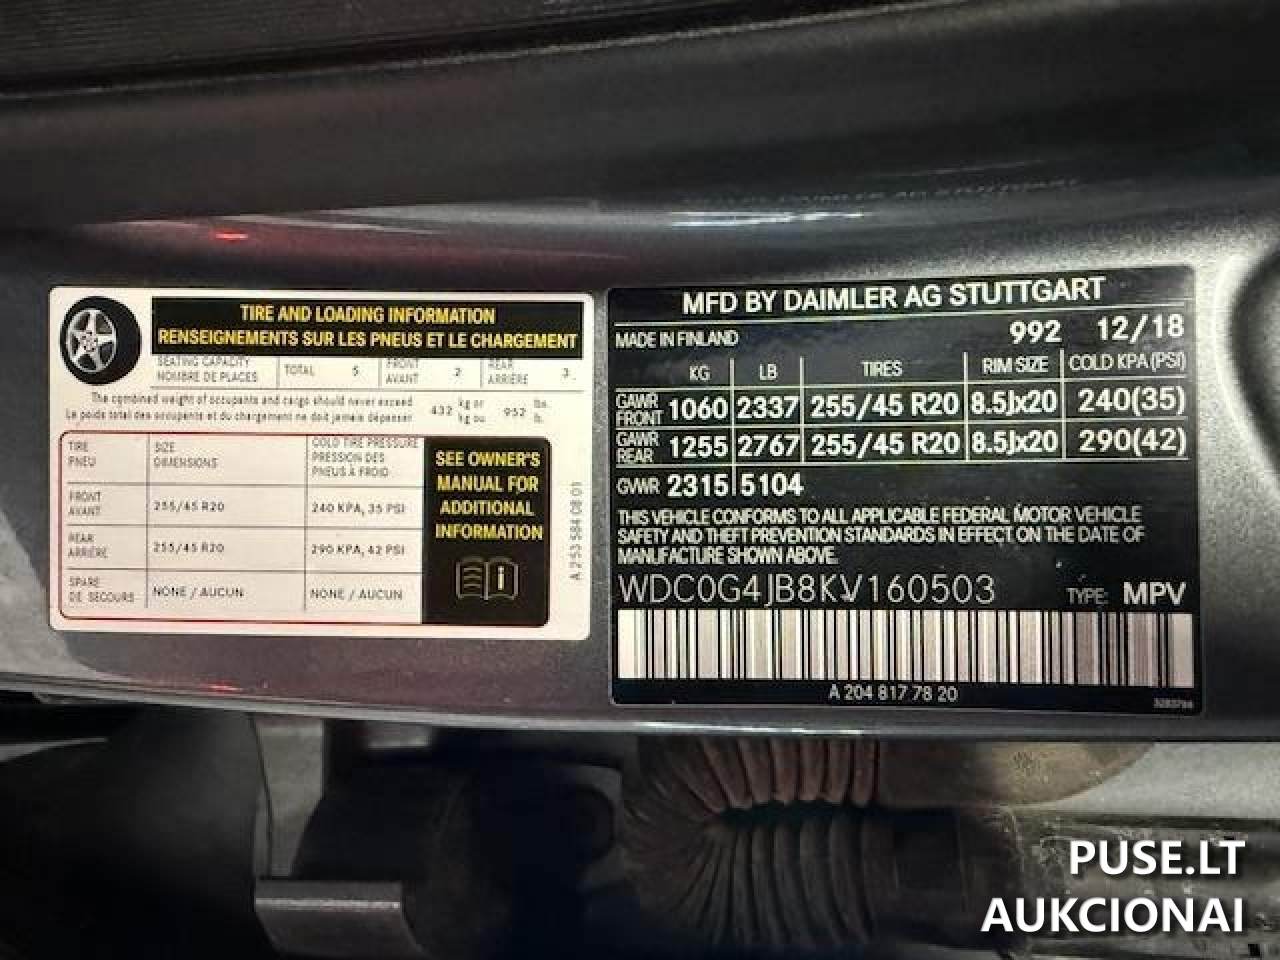 TIRE AND LOADING INFORMATION
RENSEIGNEMENTS SUR LES PNEUS ET LE CHARGEMENT
SEATING CAPACITY
NOMBRE DE PLACES
TOTAL 5
FRONT
AVANT
2
REAR
ARRIÈRE
3
The combined weight of occupants and cargo should never exceed
Le poids total des occupants et du chargement ne doit jamais dépasser
432 kg or
kg ou
952 lbs.
lb.
TIRE
PNEU
SIZE
DIMENSIONS
COLD TIRE PRESSURE
PRESSION DES
PNEUS À FROID
FRONT
AVANT
255/45 R20
240 KPA, 35 PSI
REAR
ARRIÈRE
255/45 R20
290 KPA, 42 PSI
SPARE
DE SECOURS
NONE / AUCUN
NONE / AUCUN
SEE OWNER'S
MANUAL FOR
ADDITIONAL
INFORMATION
i
A 253 584 08 01
MFD BY DAIMLER AG STUTTGART
MADE IN FINLAND 992 12/18
KG LB TIRES RIM SIZE COLD KPA(PSI)
GAWR
FRONT
1060 2337 255/45 R20 8.5Jx20 240(35)
GAWR
REAR
1255 2767 255/45 R20 8.5Jx20 290(42)
GVWR 2315 5104
THIS VEHICLE CONFORMS TO ALL APPLICABLE FEDERAL MOTOR VEHICLE
SAFETY AND THEFT PREVENTION STANDARDS IN EFFECT ON THE DATE OF
MANUFACTURE SHOWN ABOVE.
WDC0G4JB8KV160503 TYPE: MPV
A 204 817 78 20
PUSE.LT
AUKCIONAI